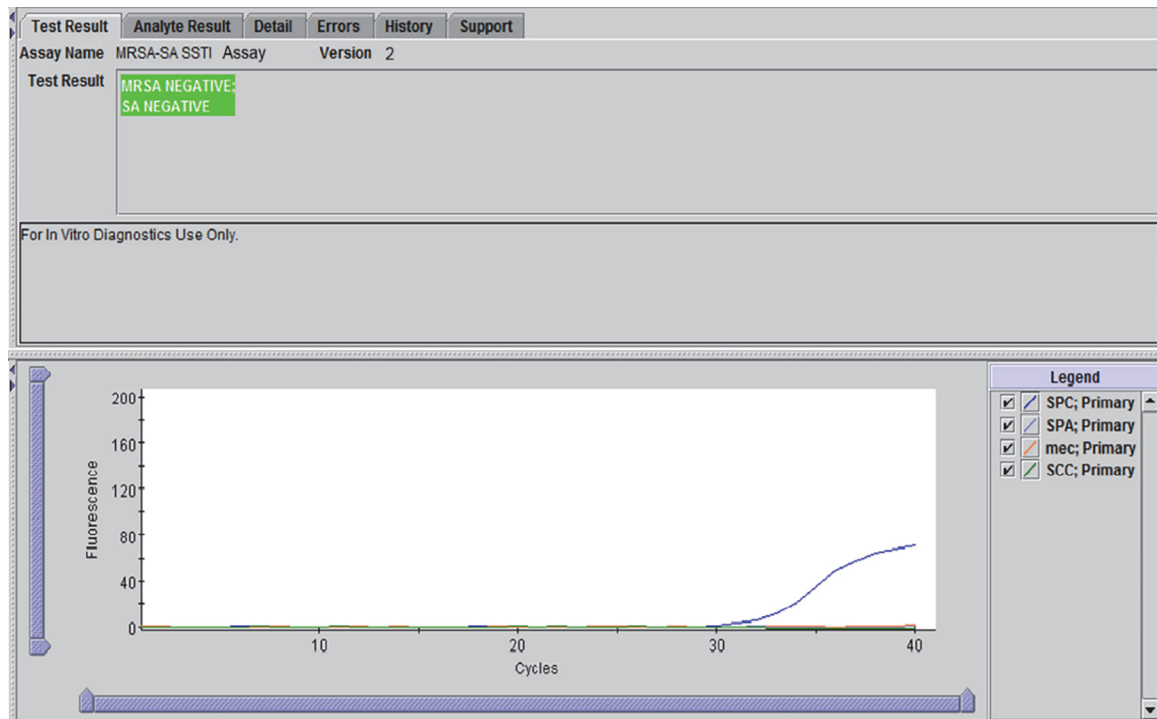 Test Result Analyte Result Detail Errors History Support
Assay Name MRSA-SA SSTI Assay Version 2
Test Result
MRSA NEGATIVE;
SA NEGATIVE
For In Vitro Diagnostics Use Only.
Legend
SPC; Primary
SPA; Primary
mec; Primary
SCC; Primary
Fluorescence
200
160
120
80
40
0
10 20 30 40
Cycles